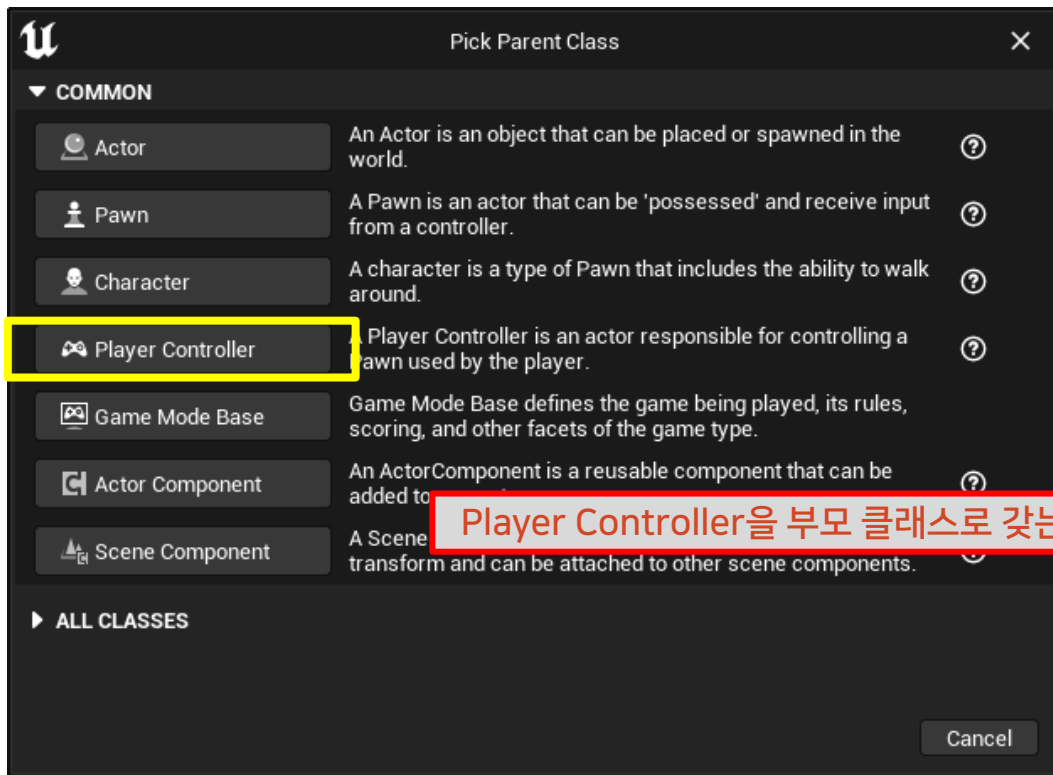 Pick Parent Class
COMMON
Actor
An Actor is an object that can be placed or spawned in the
world.
Pawn
A Pawn is an actor that can be 'possessed' and receive input
from a controller.
Character
A character is a type of Pawn that includes the ability to walk
around.
Player Controller
A Player Controller is an actor responsible for controlling a
Pawn used by the player.
Game Mode Base
Game Mode Base defines the game being played, its rules,
scoring, and other facets of the game type.
Actor Component
An ActorComponent is a reusable component that can be
added to
Player Controller을 부모 클래스로 갖는
Scene Component
A Scene
transform and can be attached to other scene components.
ALL CLASSES
Cancel